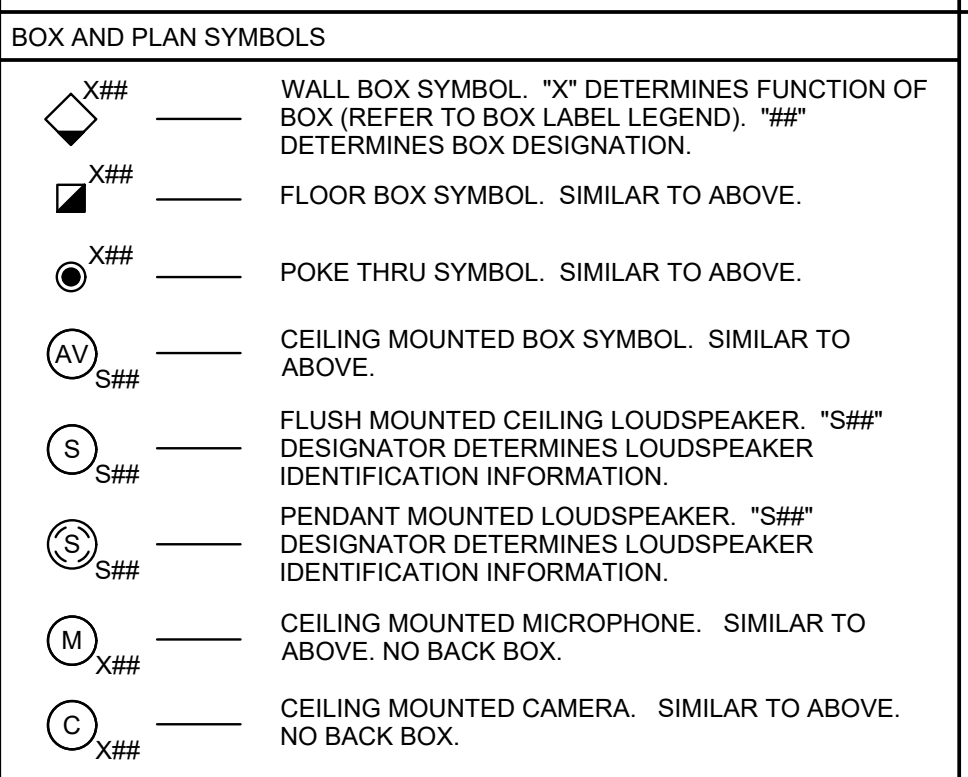 BOX AND PLAN SYMBOLS
X##
WALL BOX SYMBOL. "X" DETERMINES FUNCTION OF
BOX (REFER TO BOX LABEL LEGEND). "##"
DETERMINES BOX DESIGNATION.
X##
FLOOR BOX SYMBOL. SIMILAR TO ABOVE.
X##
POKE THRU SYMBOL. SIMILAR TO ABOVE.
AV
S##
CEILING MOUNTED BOX SYMBOL. SIMILAR TO
ABOVE.
S
S##
FLUSH MOUNTED CEILING LOUDSPEAKER. "S##"
DESIGNATOR DETERMINES LOUDSPEAKER
IDENTIFICATION INFORMATION.
S
S##
PENDANT MOUNTED LOUDSPEAKER. "S##"
DESIGNATOR DETERMINES LOUDSPEAKER
IDENTIFICATION INFORMATION.
M
X##
CEILING MOUNTED MICROPHONE. SIMILAR TO
ABOVE. NO BACK BOX.
C
X##
CEILING MOUNTED CAMERA. SIMILAR TO ABOVE.
NO BACK BOX.